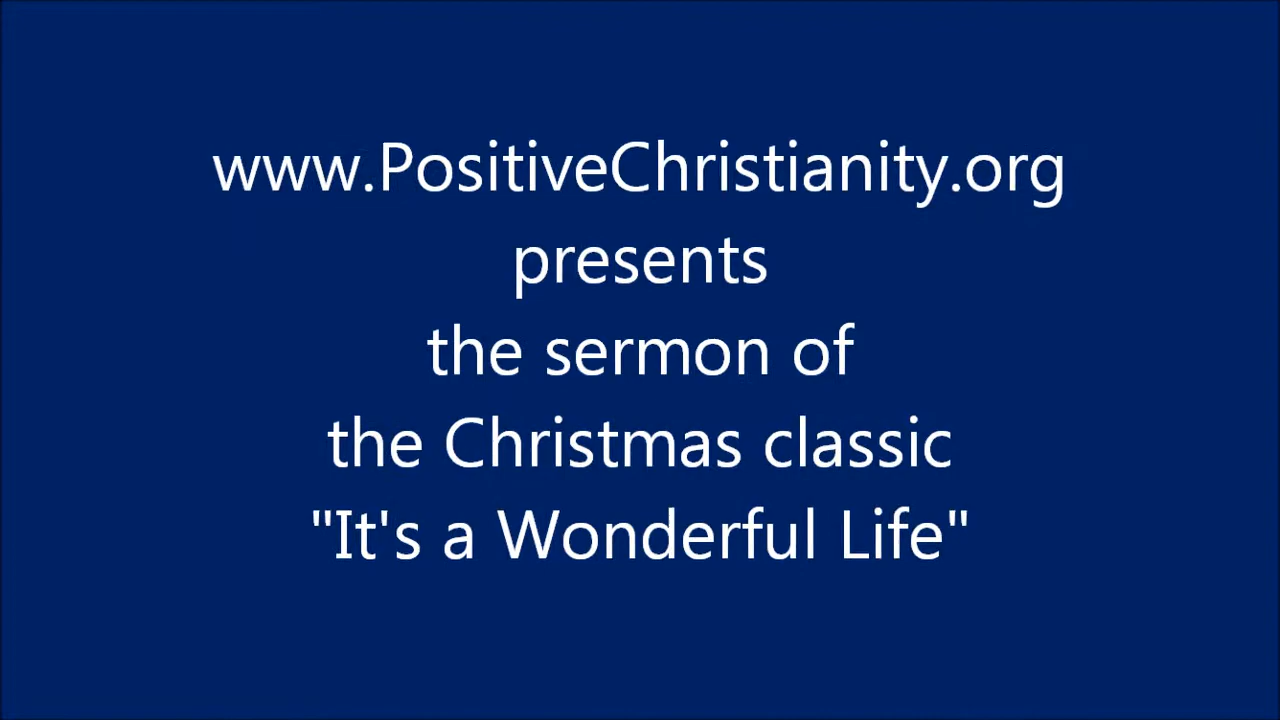 www.PositiveChristianity.org
presents
the sermon of
the Christmas classic
"It's a Wonderful Life"